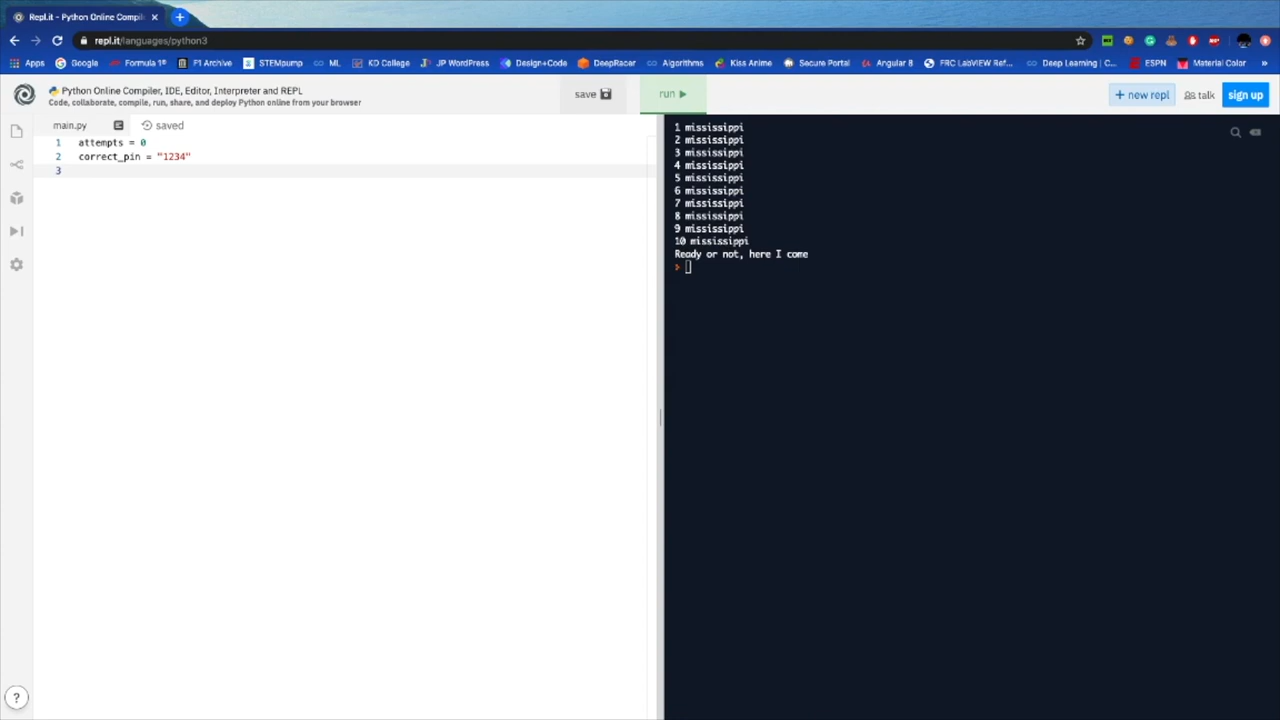 Repl.it - Python Online Compil
repl.it/languages/python3
Apps Google Formula 1® F1 Archive STEMpump ML KD College JP WordPress Design+Code DeepRacer Algorithms Kiss Anime Secure Portal Angular 8 FRC LabVIEW Ref... Deep Learning | C... ESPN Material Color »
Python Online Compiler, IDE, Editor, Interpreter and REPL
Code, collaborate, compile, run, share, and deploy Python online from your browser
save
run
+ new repl
talk
sign up
main.py
saved
1 attempts = 0
2 correct_pin = "1234"
3
1 mississippi
2 mississippi
3 mississippi
4 mississippi
5 mississippi
6 mississippi
7 mississippi
8 mississippi
9 mississippi
10 mississippi
Ready or not, here I come
?